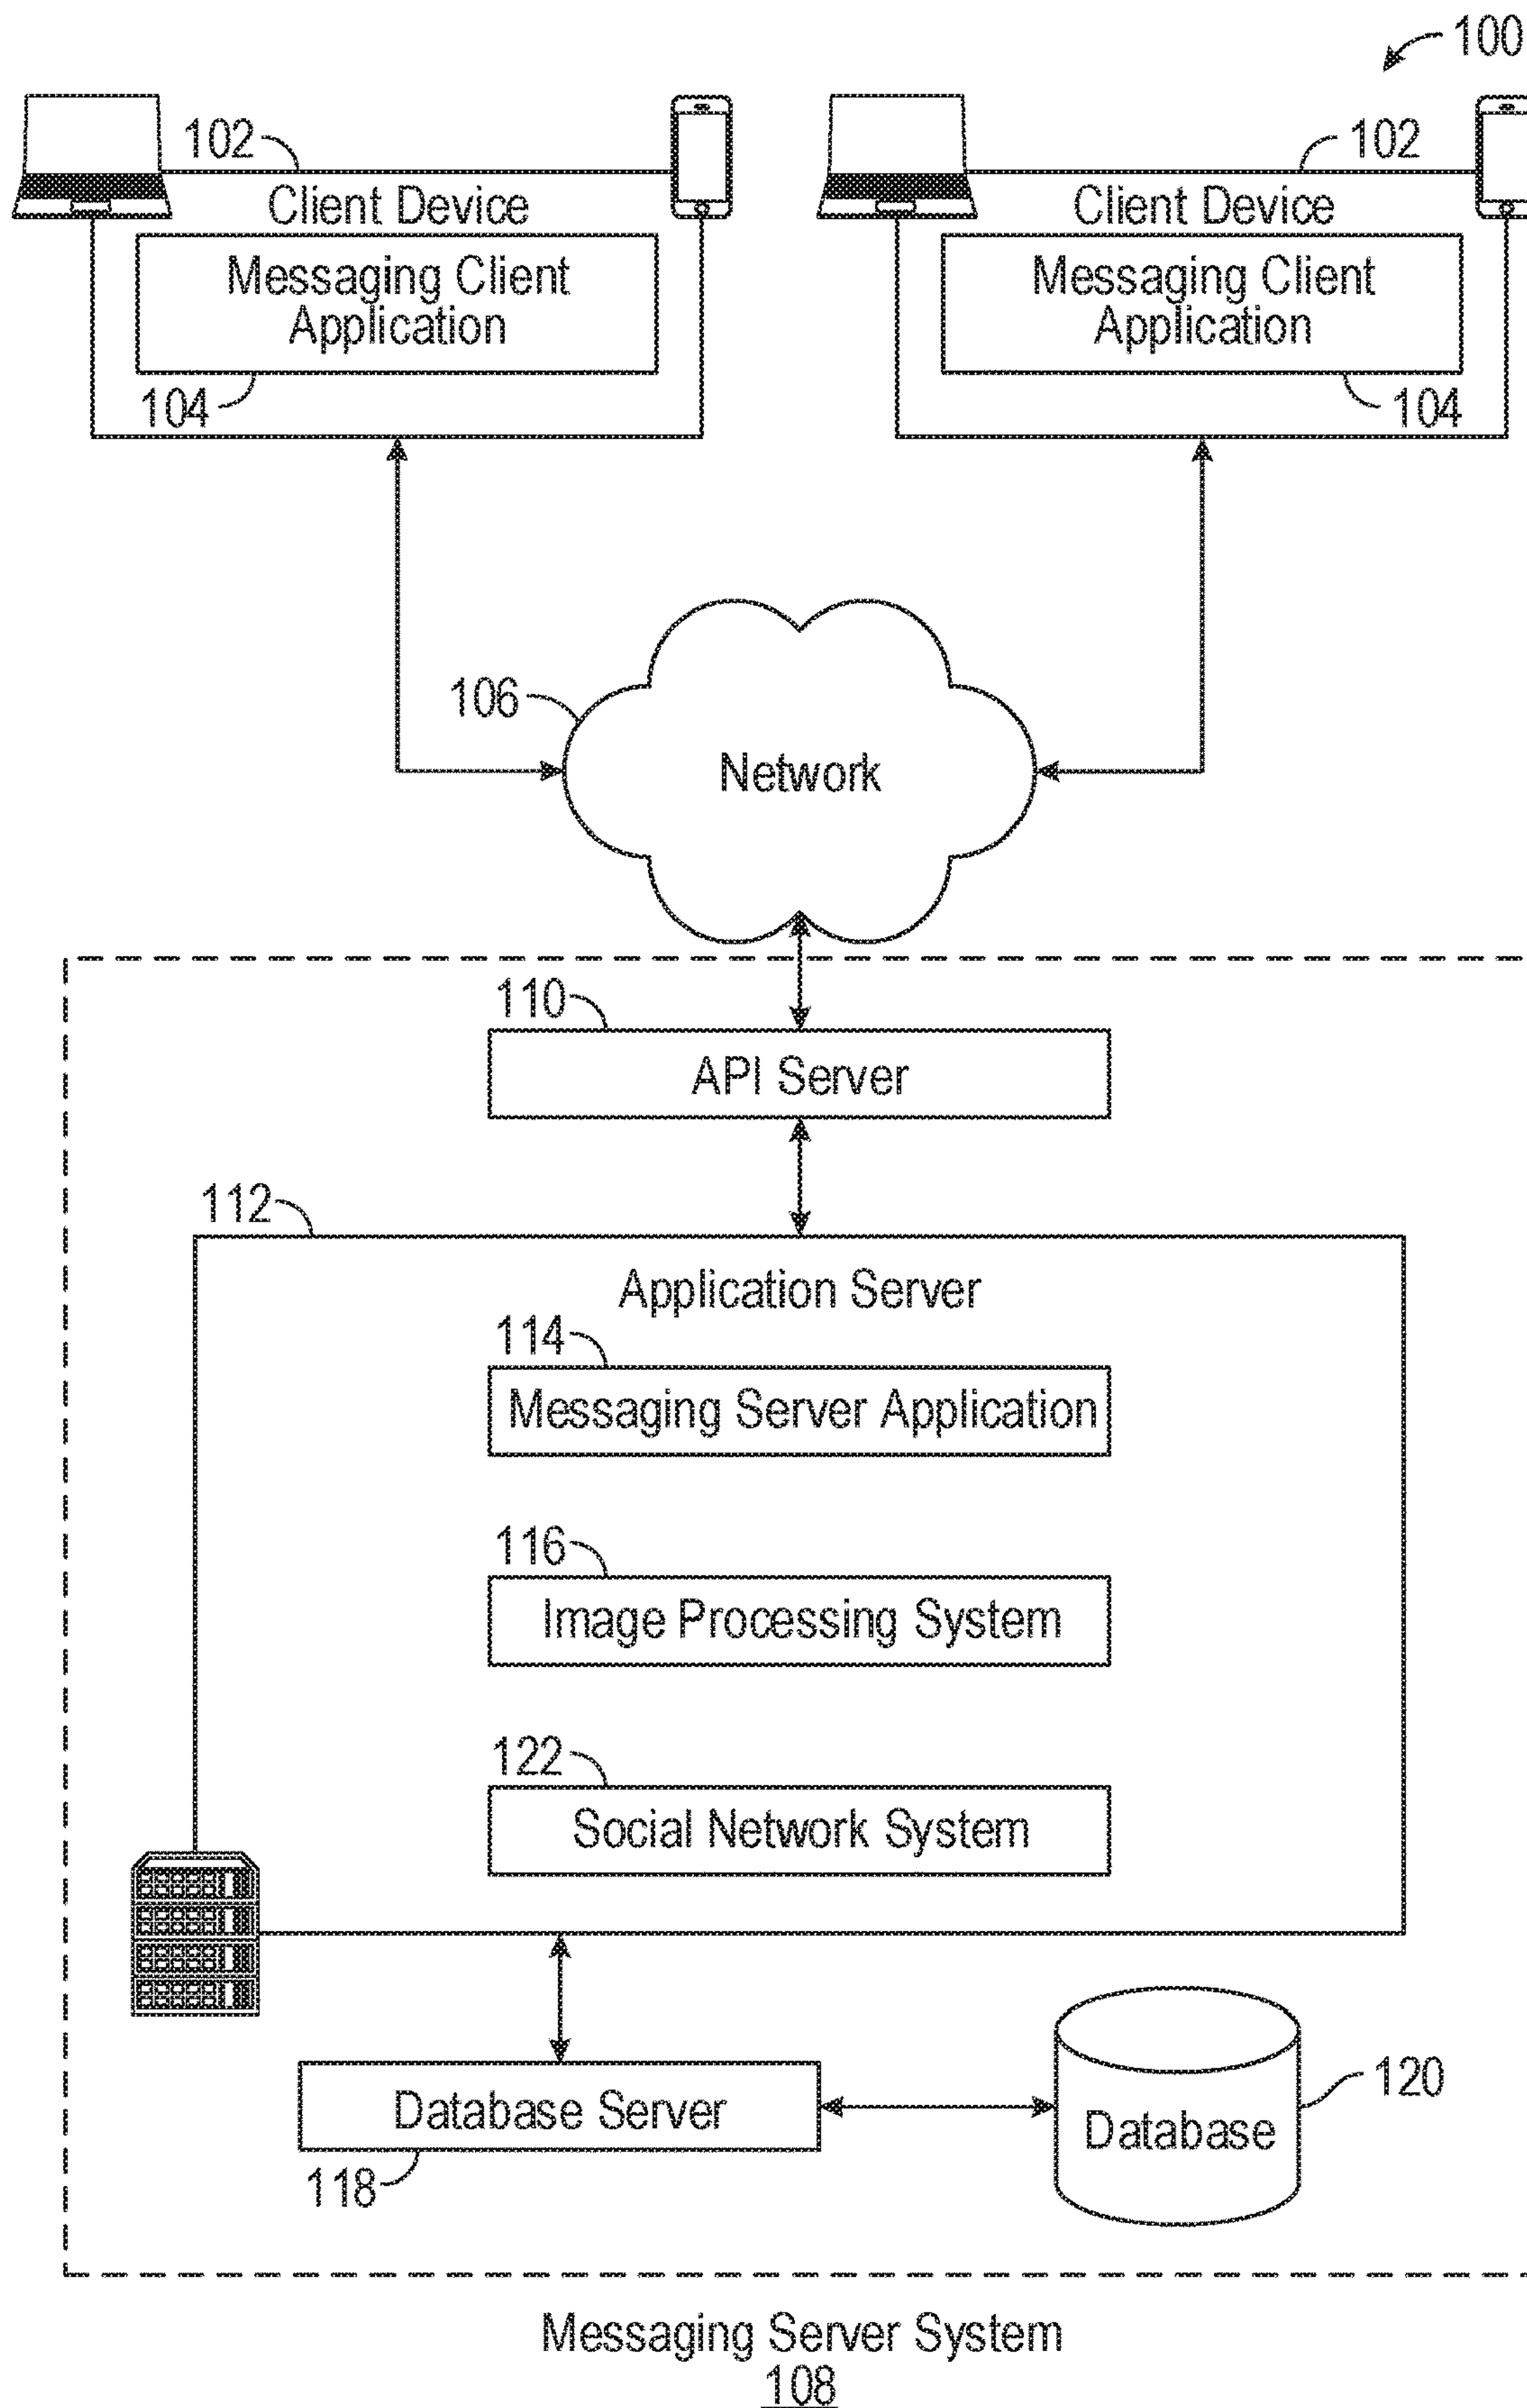 100
102
102
Client Device
Client Device
Messaging Client
Application
Messaging Client
Application
104
104
106
Network
110
API Server
112
Application Server
114
Messaging Server Application
116
Image Processing System
122
Social Network System
Database Server
118
Database
120
Messaging Server System
108